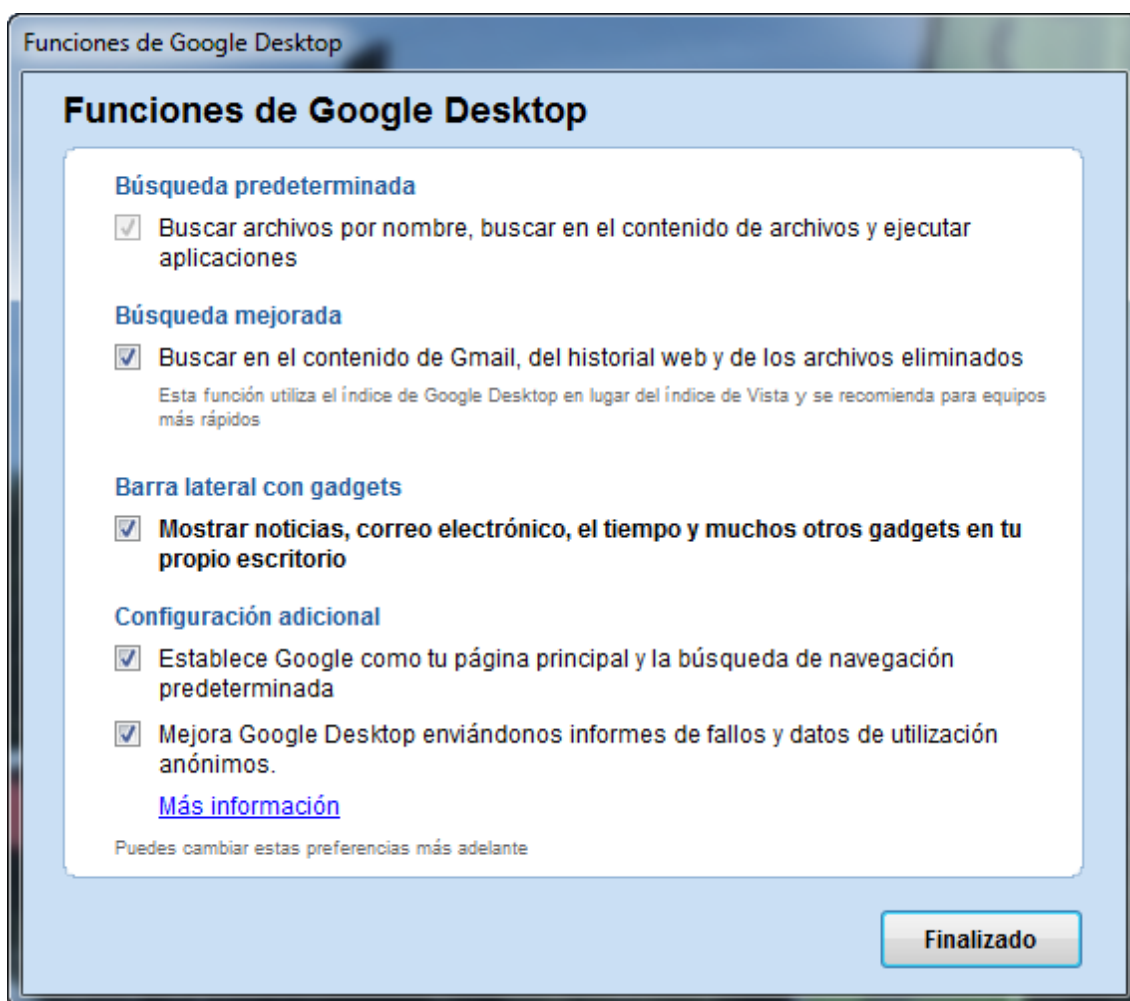 Funciones de Google Desktop
Funciones de Google Desktop
Búsqueda predeterminada
Buscar archivos por nombre, buscar en el contenido de archivos y ejecutar
aplicaciones
Búsqueda mejorada
Buscar en el contenido de Gmail, del historial web y de los archivos eliminados
Esta función utiliza el índice de Google Desktop en lugar del índice de Vista y se recomienda para equipos
más rápidos
Barra lateral con gadgets
Mostrar noticias, correo electrónico, el tiempo y muchos otros gadgets en tu
propio escritorio
Configuración adicional
Establece Google como tu página principal y la búsqueda de navegación
predeterminada
Mejora Google Desktop enviándonos informes de fallos y datos de utilización
anónimos.
Más información
Puedes cambiar estas preferencias más adelante
Finalizado